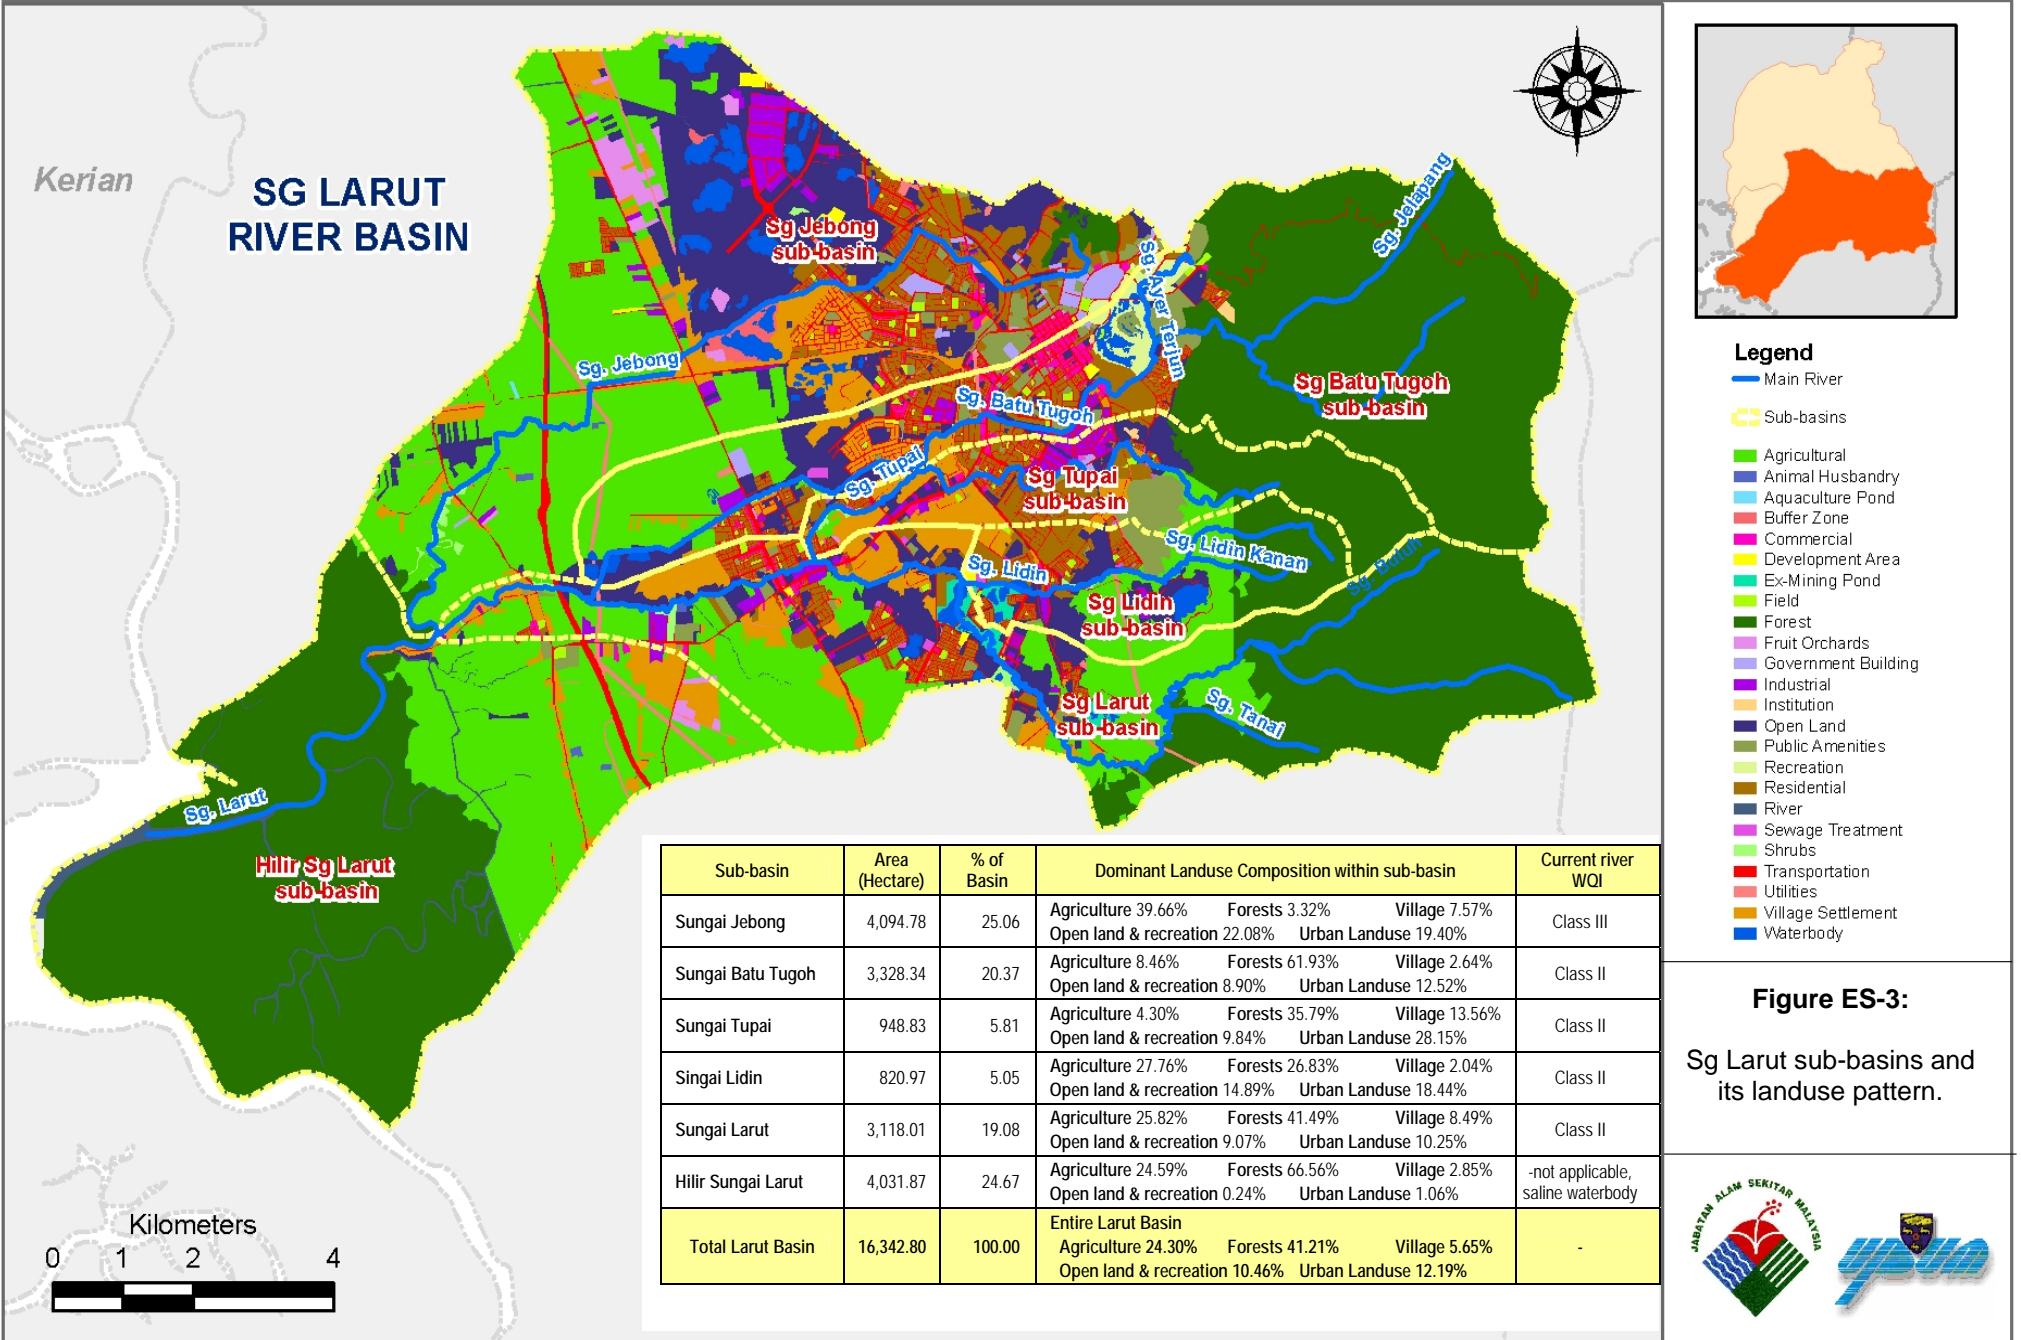 Kerian
SG LARUT
RIVER BASIN
Sg Jebong
sub-basin
Sg. Jelapang
Sg. Ayer Terjun
Sg. Jebong
Sg Batu Tugoh
sub-basin
Sg. Batu Tugoh
Sg. Tupai
Sg Tupai
sub-basin
Sg. Lidin Kanan
Sg. Lidin
Sg Lidin
sub-basin
Sg Larut
sub-basin
Sg. Tanai
Sg. Larut
Hilir Sg Larut
sub-basin
Kilometers
0 1 2 4
Sub-basin Area (Hectare) % of Basin Dominant Landuse Composition within sub-basin Current river WQI
Sungai Jebong 4,094.78 25.06 Agriculture 39.66% Forests 3.32% Village 7.57%
Open land & recreation 22.08% Urban Landuse 19.40% Class III
Sungai Batu Tugoh 3,328.34 20.37 Agriculture 8.46% Forests 61.93% Village 2.64%
Open land & recreation 8.90% Urban Landuse 12.52% Class II
Sungai Tupai 948.83 5.81 Agriculture 4.30% Forests 35.79% Village 13.56%
Open land & recreation 9.84% Urban Landuse 28.15% Class II
Singai Lidin 820.97 5.05 Agriculture 27.76% Forests 26.83% Village 2.04%
Open land & recreation 14.89% Urban Landuse 18.44% Class II
Sungai Larut 3,118.01 19.08 Agriculture 25.82% Forests 41.49% Village 8.49%
Open land & recreation 9.07% Urban Landuse 10.25% Class II
Hilir Sungai Larut 4,031.87 24.67 Agriculture 24.59% Forests 66.56% Village 2.85%
Open land & recreation 0.24% Urban Landuse 1.06% -not applicable, saline waterbody
Total Larut Basin 16,342.80 100.00 Entire Larut Basin
Agriculture 24.30% Forests 41.21% Village 5.65%
Open land & recreation 10.46% Urban Landuse 12.19% -
Legend
Main River
Sub-basins
Agricultural
Animal Husbandry
Aquaculture Pond
Buffer Zone
Commercial
Development Area
Ex-Mining Pond
Field
Forest
Fruit Orchards
Government Building
Industrial
Institution
Open Land
Public Amenities
Recreation
Residential
River
Sewage Treatment
Shrubs
Transportation
Utilities
Village Settlement
Waterbody
Figure ES-3:
Sg Larut sub-basins and
its landuse pattern.
JABATAN ALAM SEKITAR MALAYSIA